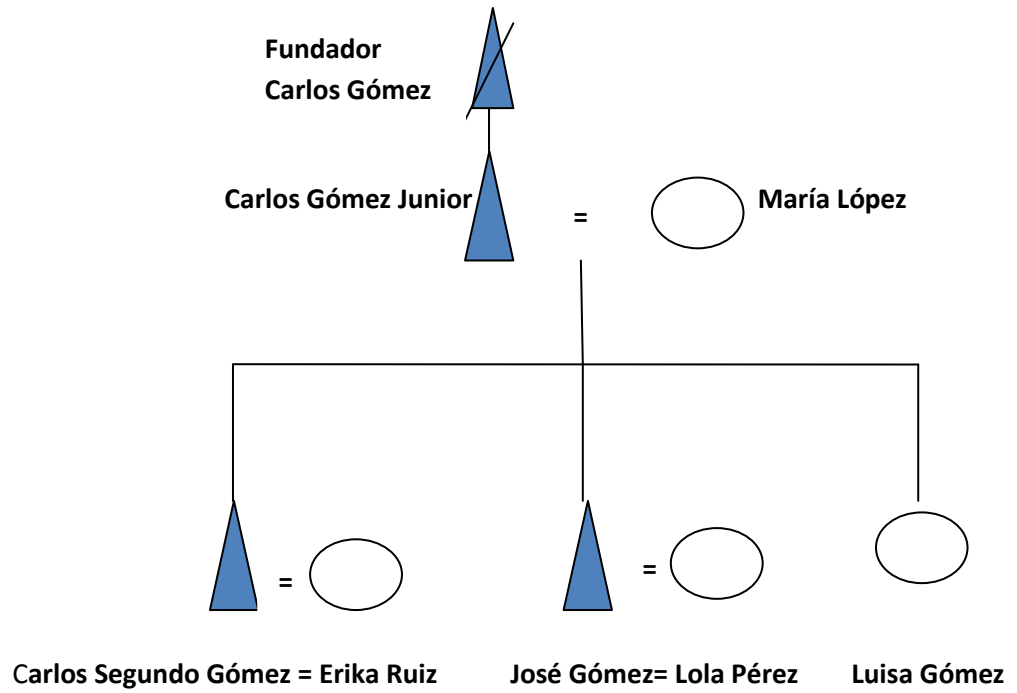 Fundador
Carlos Gómez
Carlos Gómez Junior
=
María López
=
=
Carlos Segundo Gómez = Erika Ruiz
José Gómez= Lola Pérez
Luisa Gómez